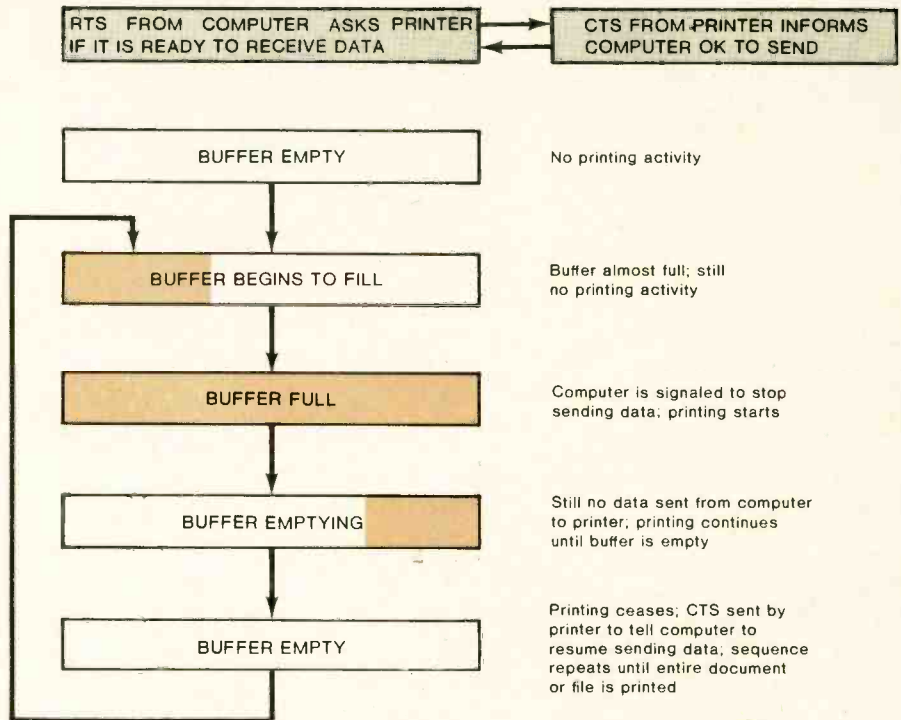 RTS FROM COMPUTER ASKS PRINTER
IF IT IS READY TO RECEIVE DATA
CTS FROM PRINTER INFORMS
COMPUTER OK TO SEND
BUFFER EMPTY
No printing activity
BUFFER BEGINS TO FILL
Buffer almost full; still
no printing activity
BUFFER FULL
Computer is signaled to stop
sending data; printing starts
BUFFER EMPTYING
Still no data sent from computer
to printer; printing continues
until buffer is empty
BUFFER EMPTY
Printing ceases; CTS sent by
printer to tell computer to
resume sending data; sequence
repeats until entire document
or file is printed